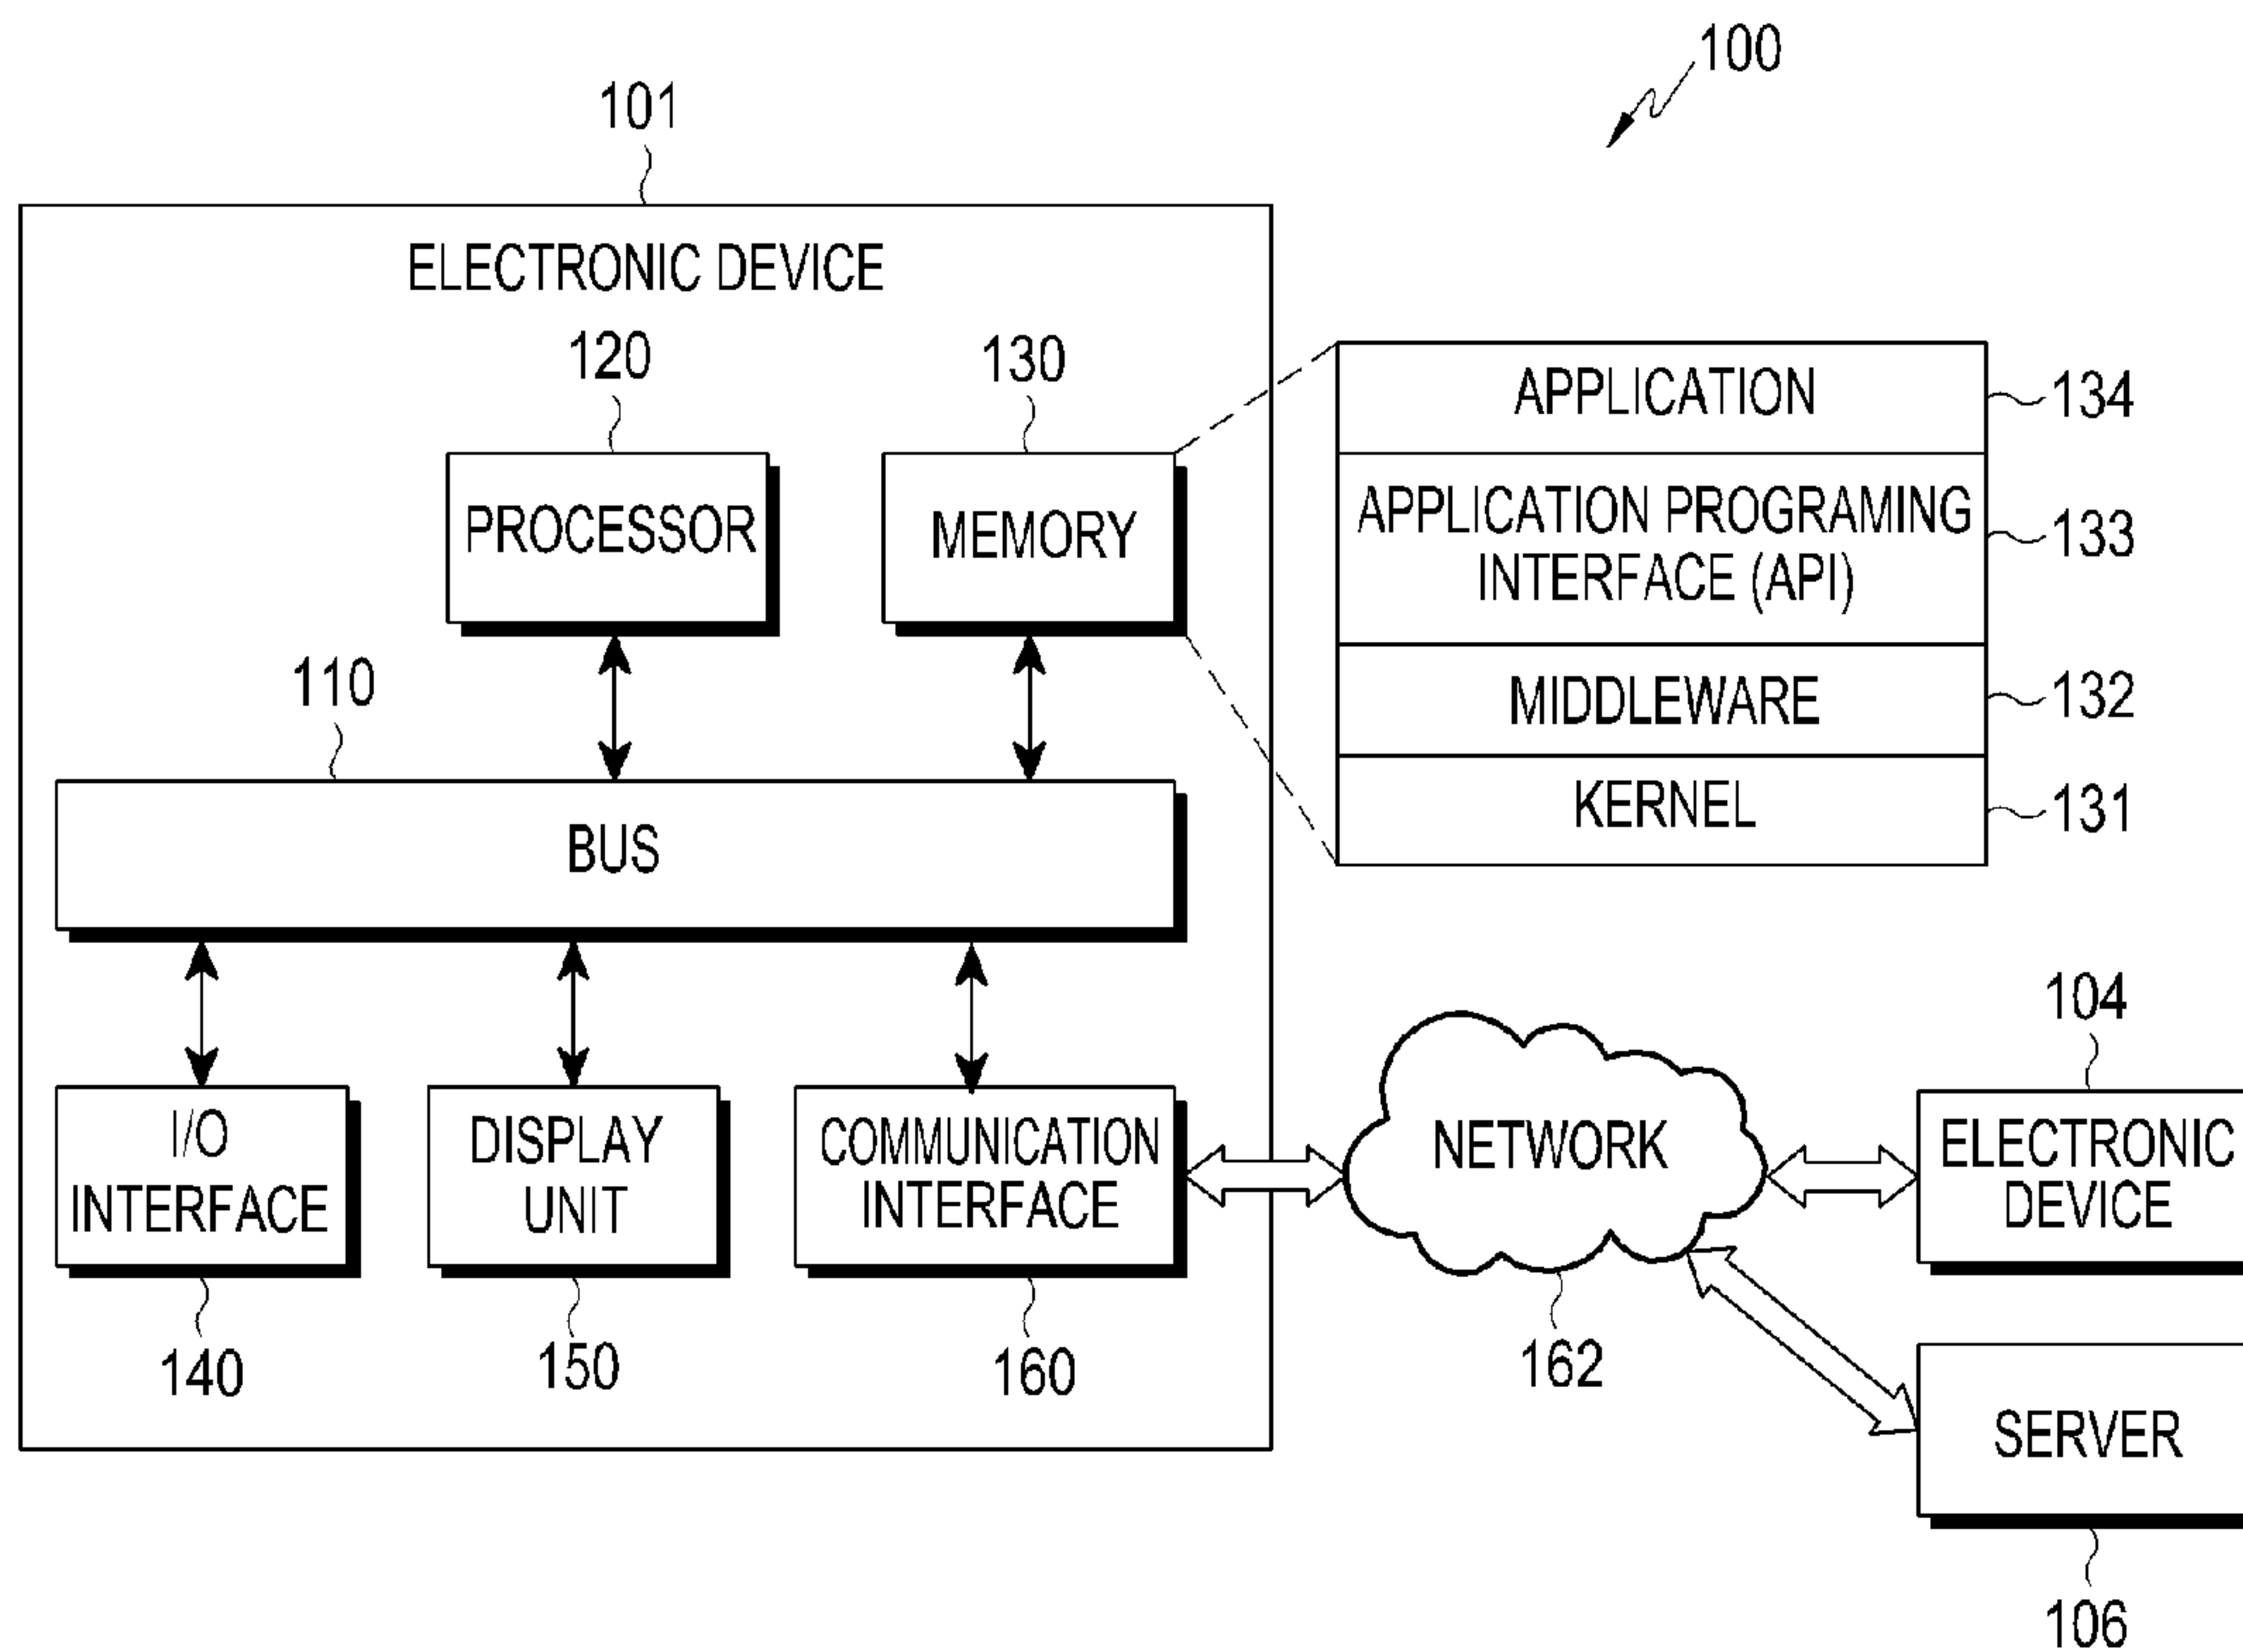 100
101
ELECTRONIC DEVICE
120
130
PROCESSOR
MEMORY
APPLICATION
134
APPLICATION PROGRAMING
INTERFACE (API)
133
MIDDLEWARE
132
KERNEL
131
110
BUS
I/O
INTERFACE
140
DISPLAY
UNIT
150
COMMUNICATION
INTERFACE
160
NETWORK
162
104
ELECTRONIC
DEVICE
SERVER
106